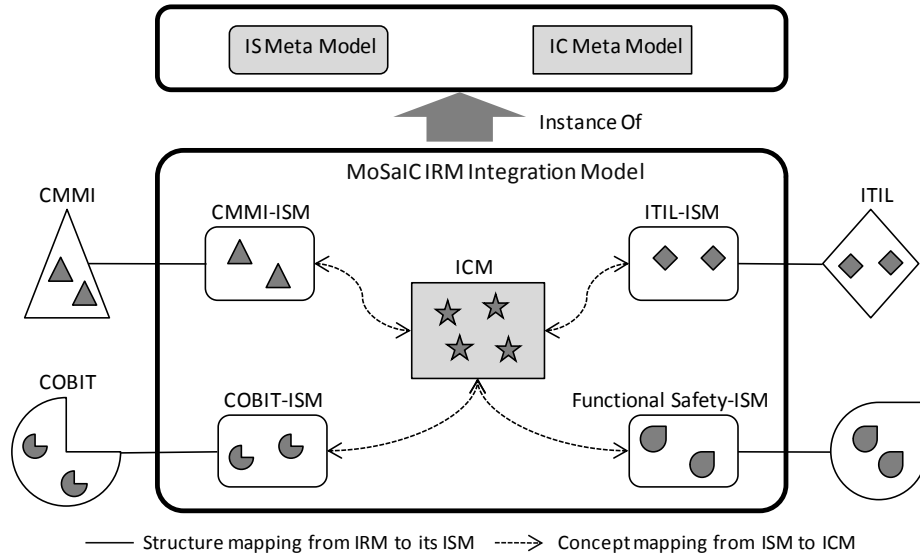 IS Meta Model
IC Meta Model
Instance Of
MoSaIC IRM Integration Model
CMMI
CMMI-ISM
ITIL-ISM
ITIL
ICM
COBIT
COBIT-ISM
Functional Safety-ISM
Structure mapping from IRM to its ISM
Concept mapping from ISM to ICM